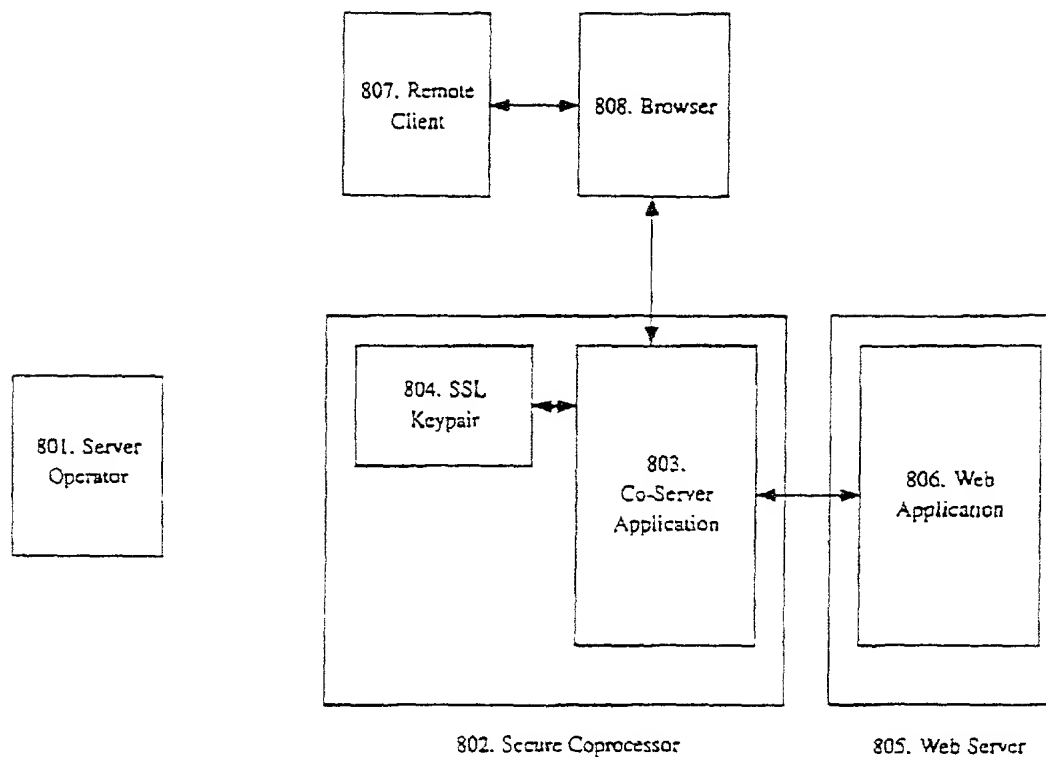 807. Remote
Client
808. Browser
804. SSL
Keypair
801. Server
Operator
803.
Co-Server
Application
806. Web
Application
802. Secure Coprocessor
805. Web Server